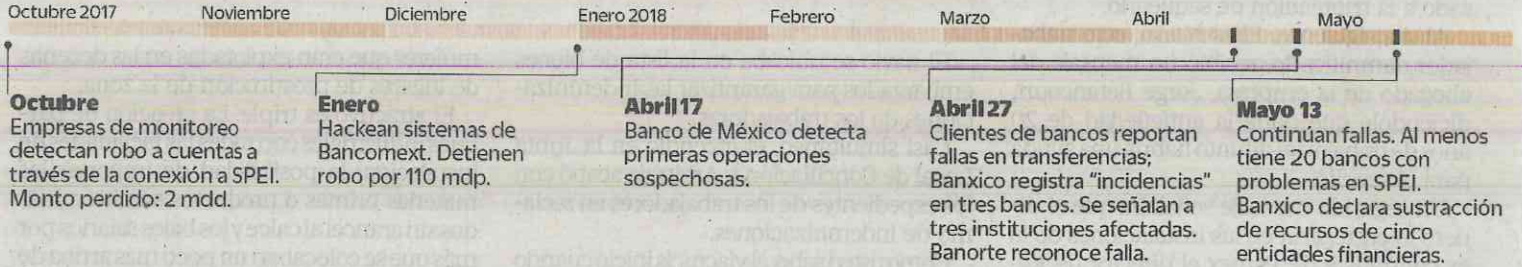 Octubre 2017 Noviembre Diciembre Enero 2018 Febrero Marzo Abril Mayo
Octubre
Empresas de monitoreo
detectan robo a cuentas a
través de la conexión a SPEI.
Monto perdido: 2 mdd.
Enero
Hackean sistemas de
Bancomext. Detienen
robo por 110 mdp.
Abril 17
Banco de México detecta
primeras operaciones
sospechosas.
Abril 27
Clientes de bancos reportan
fallas en transferencias;
Banxico registra "incidencias"
en tres bancos. Se señalan a
tres instituciones afectadas.
Banorte reconoce falla.
Mayo 13
Continúan fallas. Al menos
tiene 20 bancos con
problemas en SPEI.
Banxico declara sustracción
de recursos de cinco
entidades financieras.